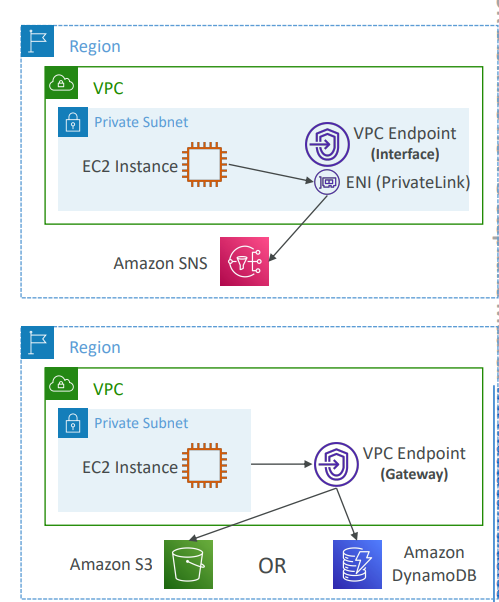 Region
VPC
Private Subnet
EC2 Instance
VPC Endpoint
(Interface)
ENI (PrivateLink)
Amazon SNS
Region
VPC
Private Subnet
EC2 Instance
VPC Endpoint
(Gateway)
Amazon S3
OR
Amazon
DynamoDB